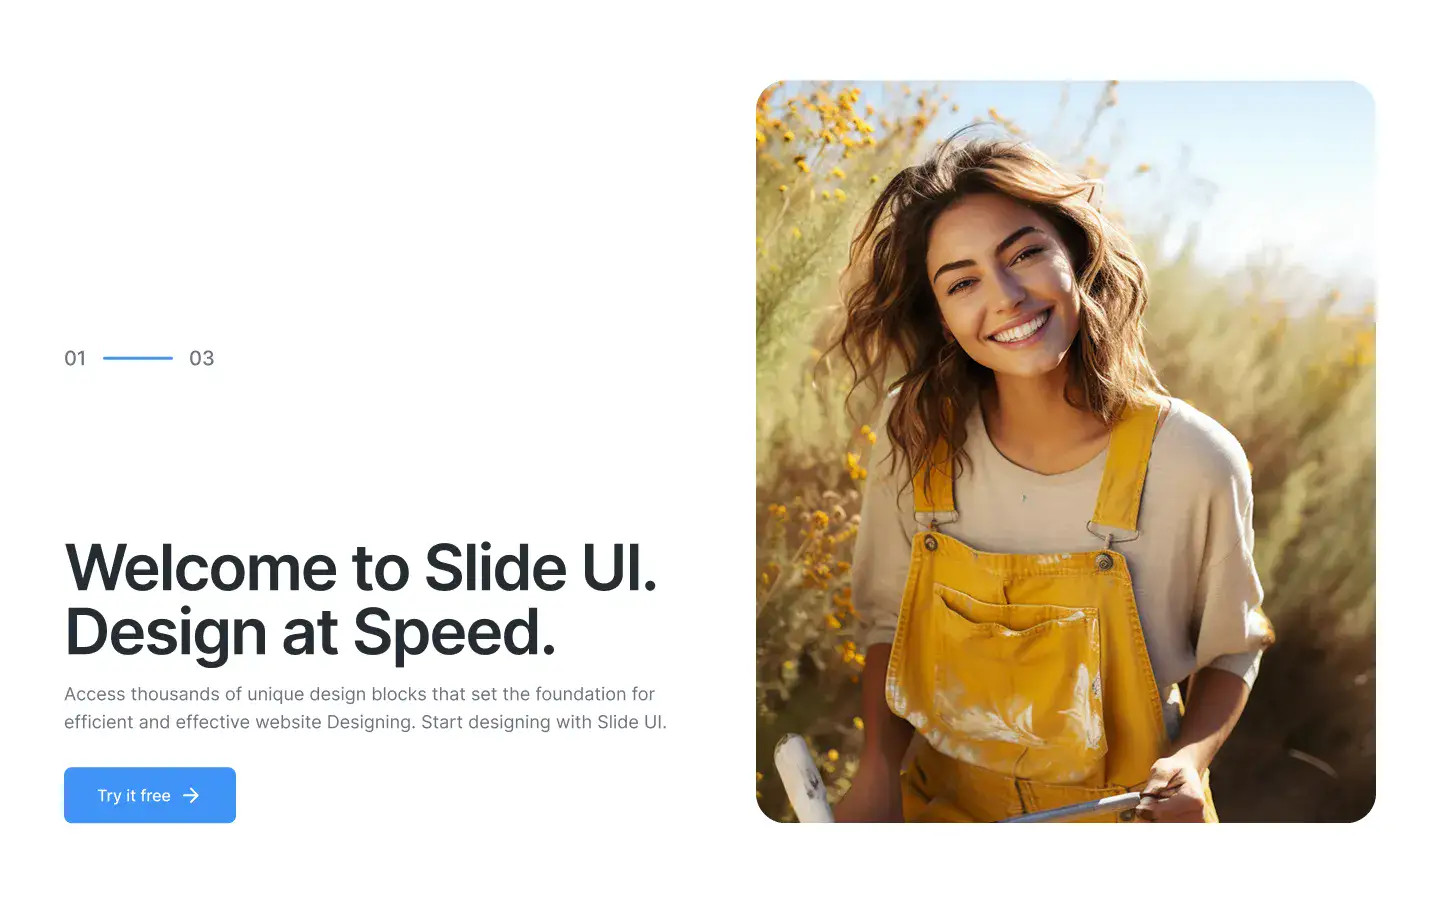 01 03
Welcome to Slide UI.
Design at Speed.
Access thousands of unique design blocks that set the foundation for
efficient and effective website Designing. Start designing with Slide UI.
Try it free